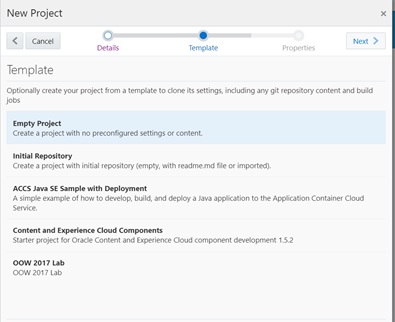 New Project
Cancel
Details
Template
Properties
Next
Template
Optionally create your project from a template to clone its settings, including any git repository content and build
jobs
Empty Project
Create a project with no preconfigured settings or content.
Initial Repository
Create a project with initial repository (empty, with readme.md file or imported).
ACCS Java SE Sample with Deployment
A simple example of how to develop, build, and deploy a Java application to the Application Container Cloud
Service.
Content and Experience Cloud Components
Starter project for Oracle Content and Experience Cloud component development 1.5.2
OOW 2017 Lab
OOW 2017 Lab